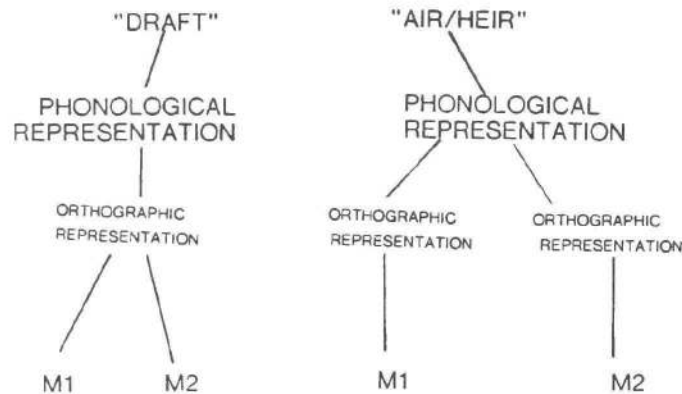 "DRAFT"
PHONOLOGICAL
REPRESENTATION
ORTHOGRAPHIC
REPRESENTATION
M1 M2
"AIR/HEIR"
PHONOLOGICAL
REPRESENTATION
ORTHOGRAPHIC
REPRESENTATION
ORTHOGRAPHIC
REPRESENTATION
M1 M2